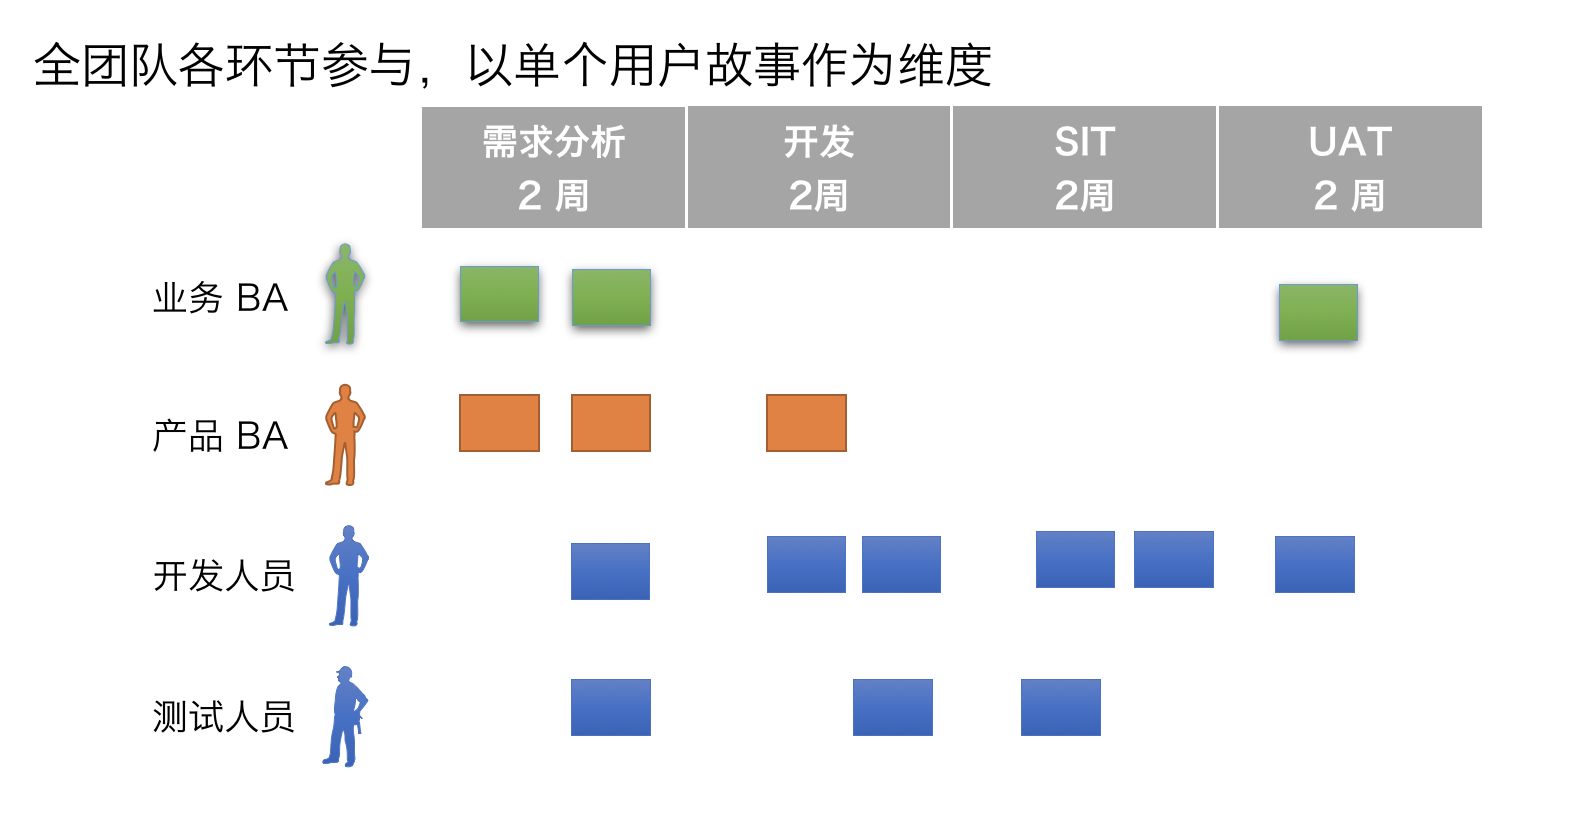 全团队各环节参与，以单个用户故事作为维度
需求分析
2 周
开发
2周
SIT
2周
UAT
2 周
业务 BA
产品 BA
开发人员
测试人员